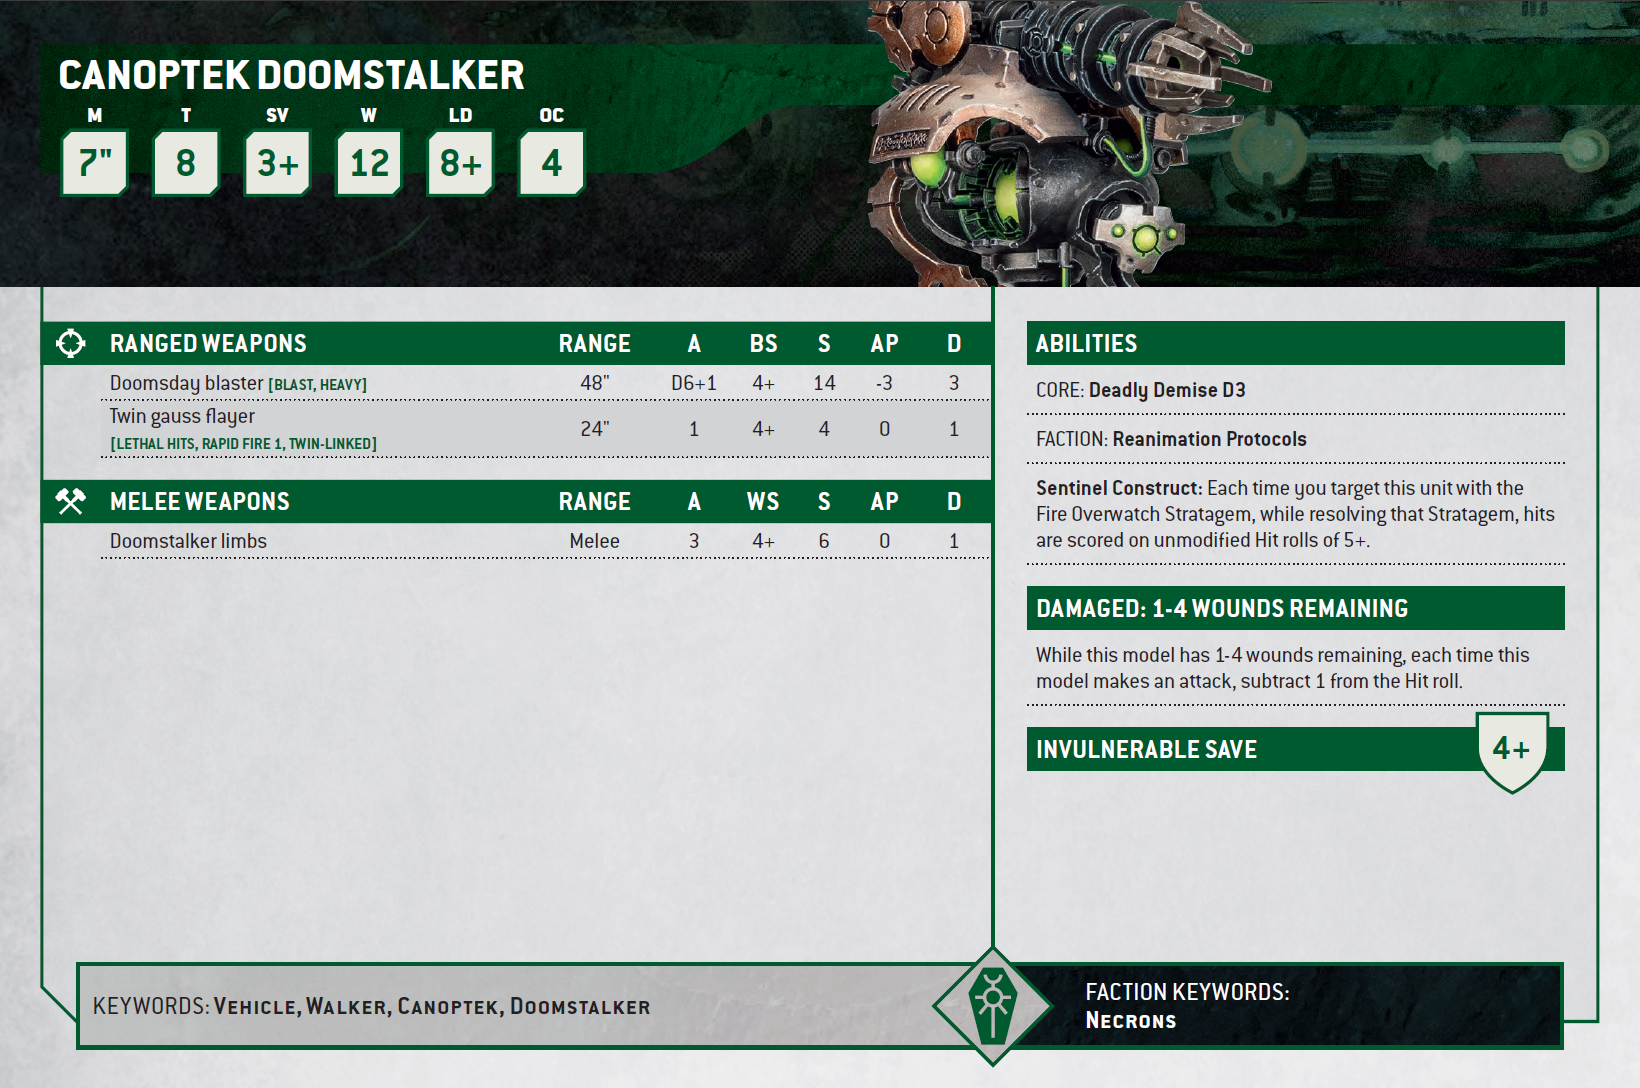 CANOPTEK DOOMSTALKER
M T SV W LD OC
7" 8 3+ 12 8+ 4
RANGED WEAPONS RANGE A BS S AP D
Doomsday blaster [BLAST, HEAVY] 48" D6+1 4+ 14 -3 3
Twin gauss flayer
[LETHAL HITS, RAPID FIRE 1, TWIN-LINKED] 24" 1 4+ 4 0 1
MELEE WEAPONS RANGE A WS S AP D
Doomstalker limbs Melee 3 4+ 6 0 1
ABILITIES
CORE: Deadly Demise D3
FACTION: Reanimation Protocols
Sentinel Construct: Each time you target this unit with the
Fire Overwatch Stratagem, while resolving that Stratagem, hits
are scored on unmodified Hit rolls of 5+.
DAMAGED: 1-4 WOUNDS REMAINING
While this model has 1-4 wounds remaining, each time this
model makes an attack, subtract 1 from the Hit roll.
INVULNERABLE SAVE 4+
KEYWORDS: VEHICLE, WALKER, CANOPTEK, DOOMSTALKER
FACTION KEYWORDS:
NECRONS